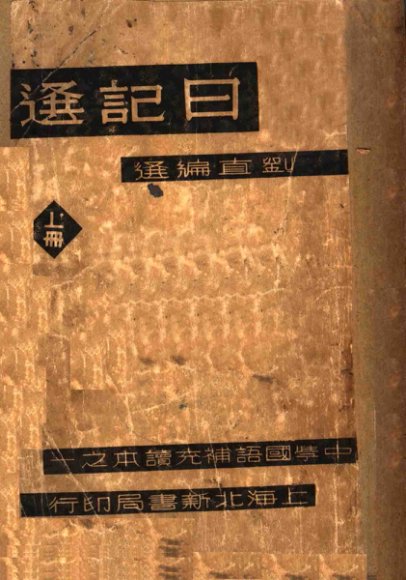 日記選
劉直編選
上冊
中學國語補充讀本之一
上海北新書局印行